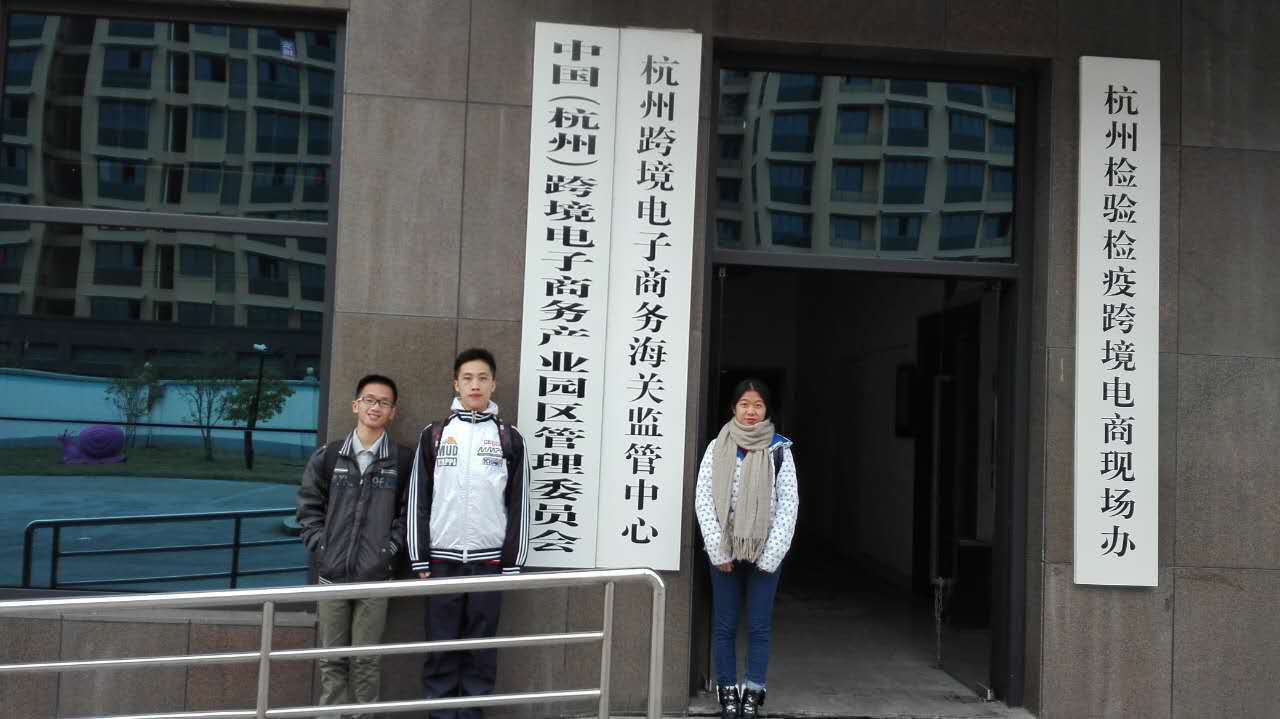 中国（杭州）跨境电子商务产业园区管理委员会
杭州跨境电子商务海关监管中心
杭州检验检疫跨境电商现场办
MUD